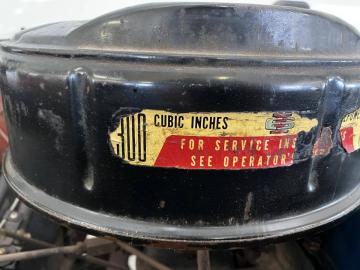 300
CUBIC INCHES
FOR SERVICE INS
SEE OPERATOR'